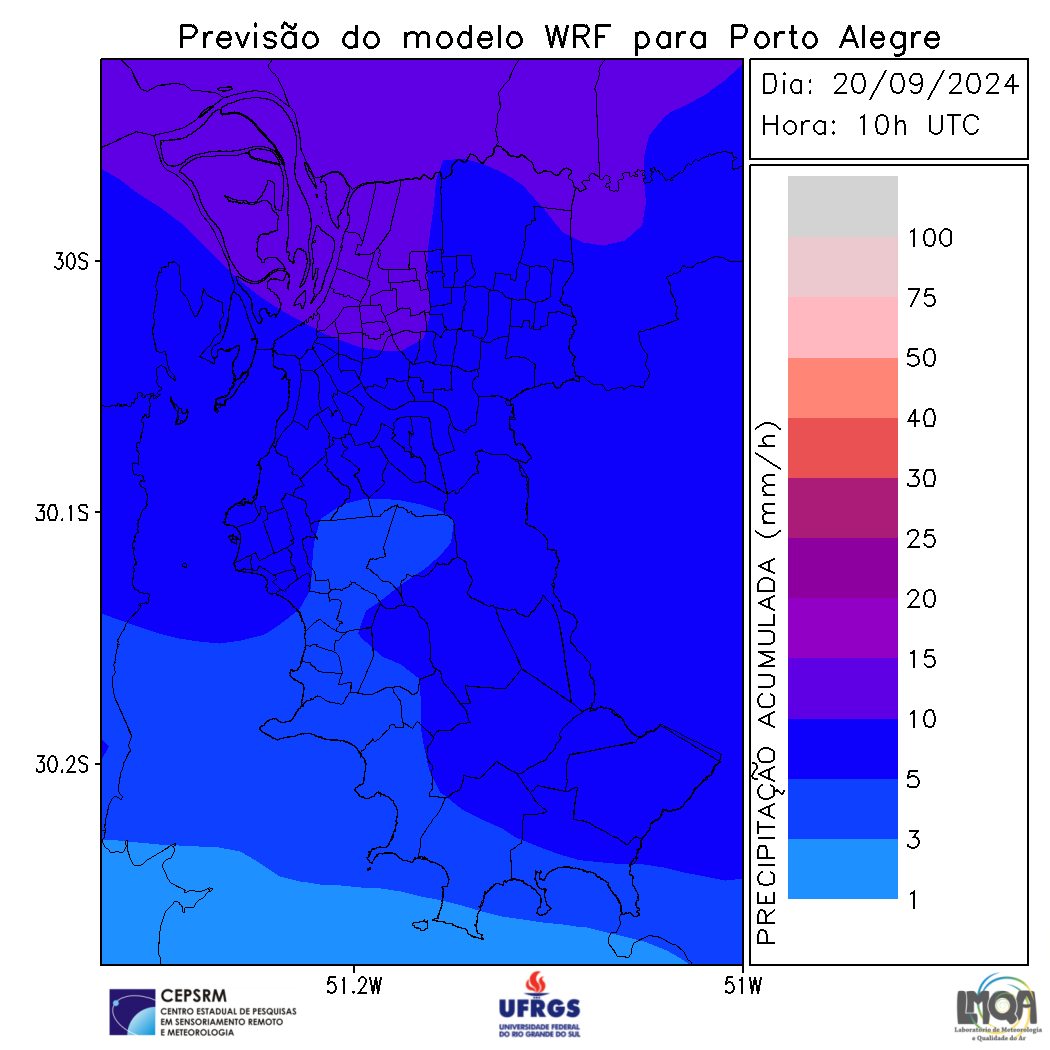 Previsão do modelo WRF para Porto Alegre
Dia: 20/09/2024
Hora: 10h UTC
30S
30.1S
30.2S
51.2W
51W
PRECIPITAÇÃO ACUMULADA (mm/h)
100
75
50
40
30
25
20
15
10
5
3
1
CEPSRM
CENTRO ESTADUAL DE PESQUISAS
EM SENSORIAMENTO REMOTO
E METEOROLOGIA
UFRGS
UNIVERSIDADE FEDERAL
DO RIO GRANDE DO SUL
LMQA
Laboratório de Meteorologia
e Qualidade do Ar